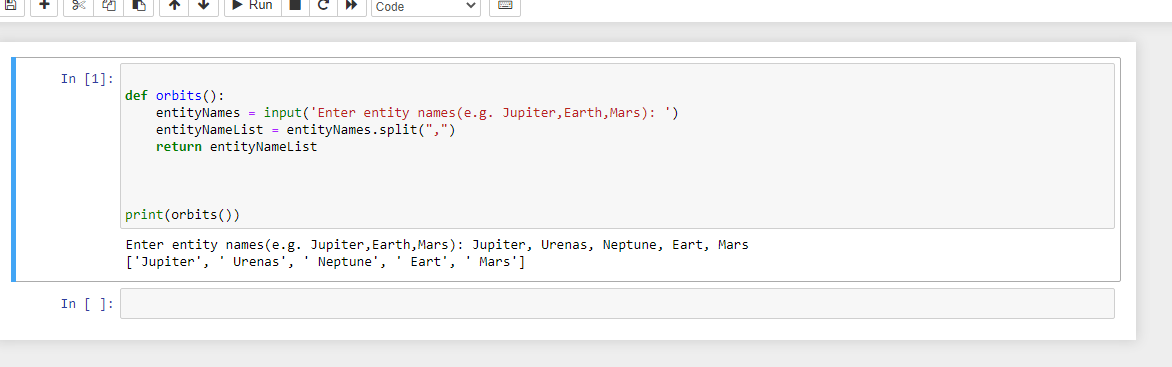 Run
Code
In [1]:
def orbits():
    entityNames = input('Enter entity names(e.g. Jupiter,Earth,Mars): ')
    entityNameList = entityNames.split(",")
    return entityNameList
print(orbits())
Enter entity names(e.g. Jupiter,Earth,Mars): Jupiter, Urenas, Neptune, Eart, Mars
['Jupiter', ' Urenas', ' Neptune', ' Eart', ' Mars']
In [ ]: